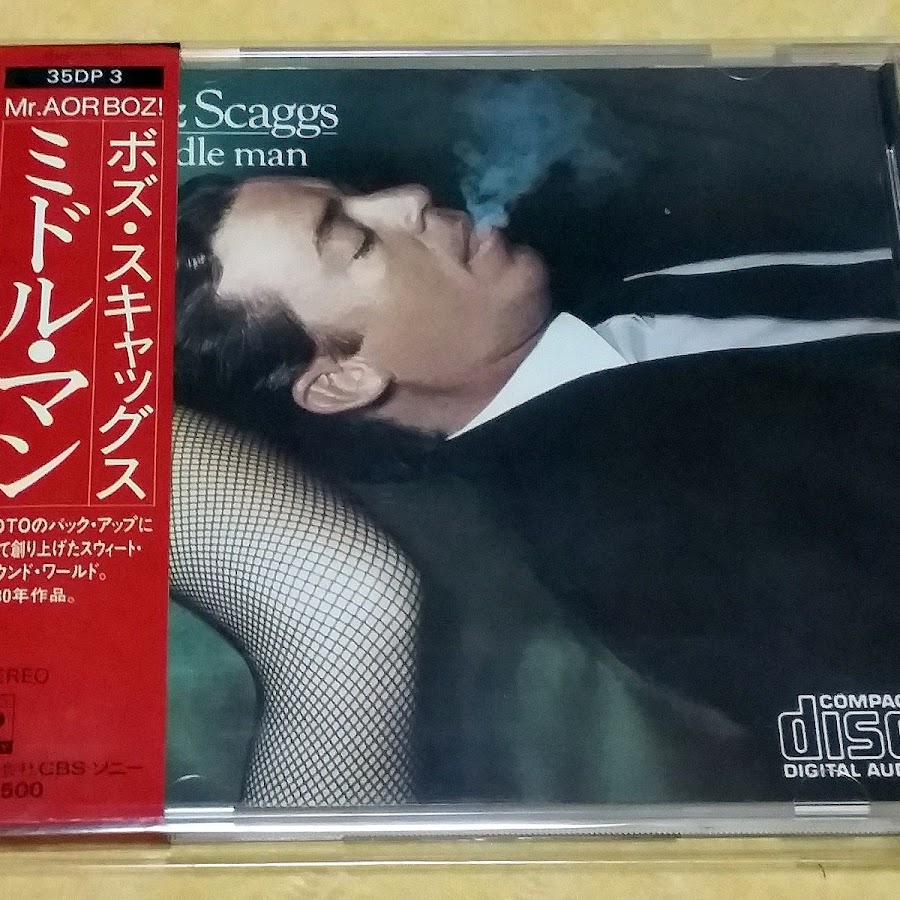 35DP 3
Mr.AOR BOZ!
ボズ・スキャッグス
ミドル・マン
OTOのバック・アップに
て創り上げたスウィート・
ウンド・ワールド。
80年作品。
EREO
CBS ソニー
500
z Scaggs
dle man
COMPAC
disc
DIGITAL AUD